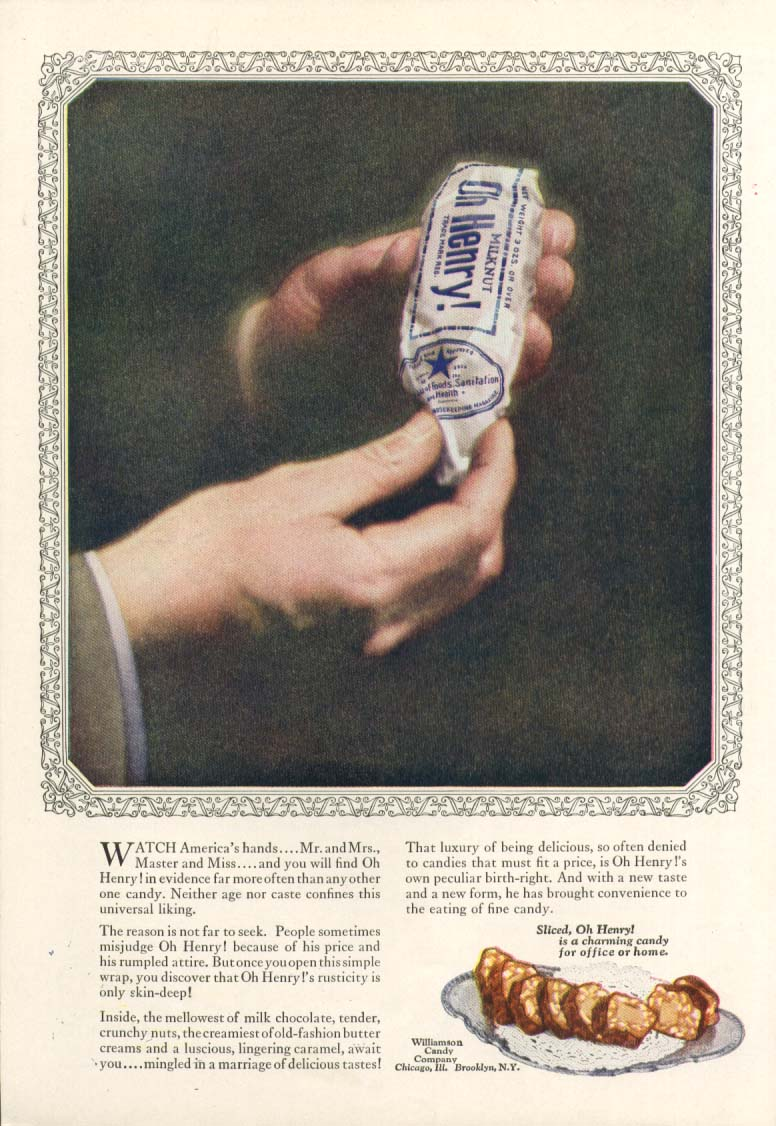 NET WEIGHT 3 OZS. OR OVER
MILKNUT
Oh Henry!
TRADE MARK REG.
Foods, Sanitation
and Health
HOUSEKEEPING MAGAZINE
WATCH America's hands....Mr. and Mrs.,
Master and Miss....and you will find Oh
Henry! in evidence far more often than any other
one candy. Neither age nor caste confines this
universal liking.
The reason is not far to seek. People sometimes
misjudge Oh Henry! because of his price and
his rumpled attire. But once you open this simple
wrap, you discover that Oh Henry!'s rusticity is
only skin-deep!
Inside, the mellowest of milk chocolate, tender,
crunchy nuts, the creamiest of old-fashion butter
creams and a luscious, lingering caramel, await
you....mingled in a marriage of delicious tastes!
That luxury of being delicious, so often denied
to candies that must fit a price, is Oh Henry!'s
own peculiar birth-right. And with a new taste
and a new form, he has brought convenience to
the eating of fine candy.
Sliced, Oh Henry!
is a charming candy
for office or home.
Williamson
Candy
Company
Chicago, Ill. Brooklyn, N.Y.